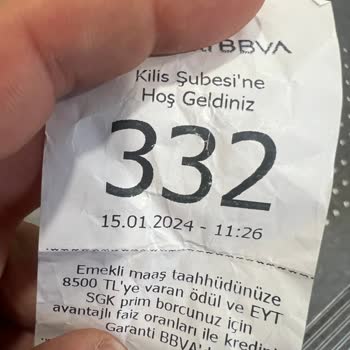 BBVA
Kilis Şubesi'ne
Hoş Geldiniz
332
15.01.2024 - 11:26
Emekli maaş taahhüdünüze
8500 TL'ye varan ödül ve EYT
SGK prim borcunuz için
avantajlı faiz oranları ile
Garanti BBVA'